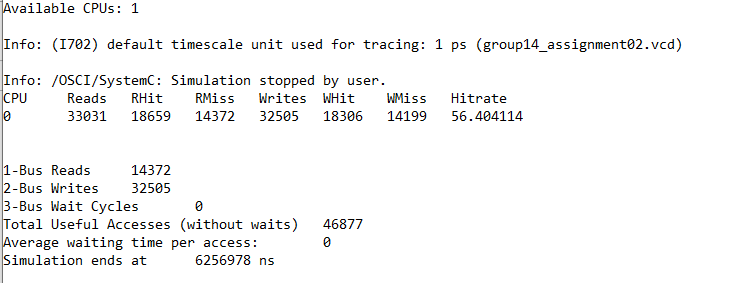 Available CPUs: 1
Info: (I702) default timescale unit used for tracing: 1 ps (group14_assignment02.vcd)
Info: /OSCI/SystemC: Simulation stopped by user.
CPU Reads RHit RMiss Writes WHit WMiss Hitrate
0 33031 18659 14372 32505 18306 14199 56.404114
1-Bus Reads 14372
2-Bus Writes 32505
3-Bus Wait Cycles 0
Total Useful Accesses (without waits) 46877
Average waiting time per access: 0
Simulation ends at 6256978 ns